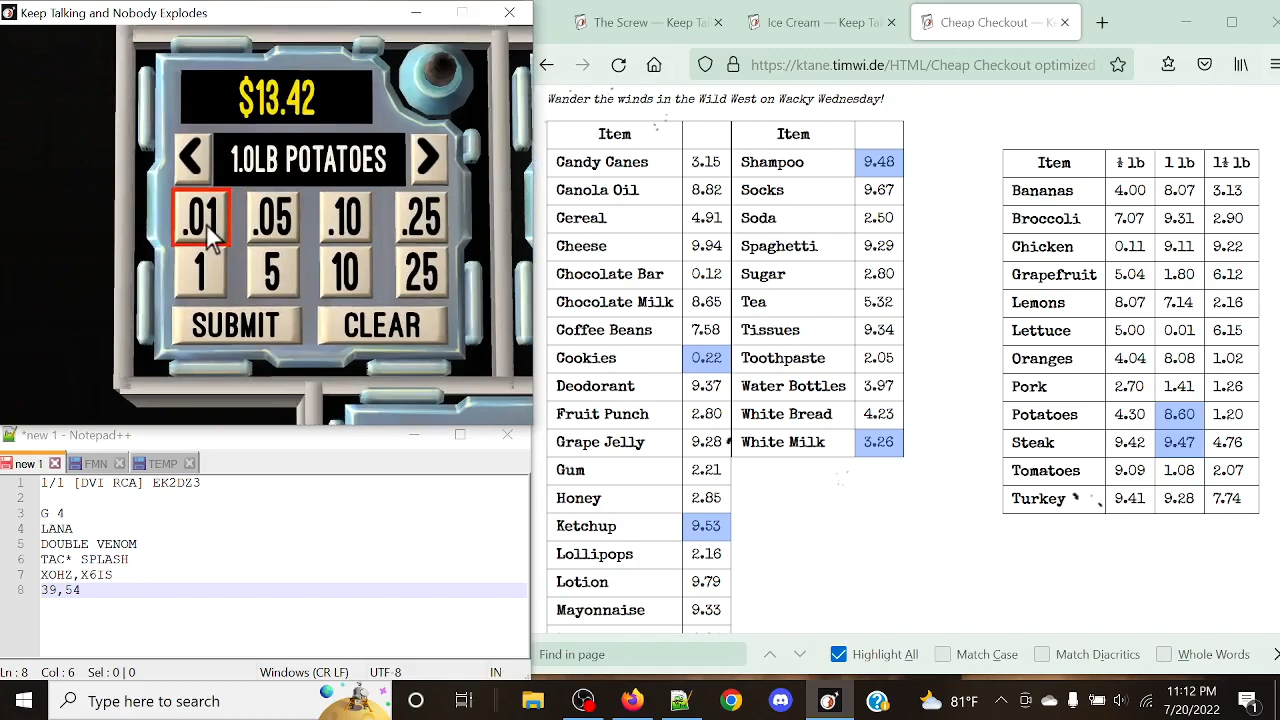 Keep Talking and Nobody Explodes
$13.42
1.0LB POTATOES
.01 .05 .10 .25
1 5 10 25
SUBMIT CLEAR
*new 1 - Notepad++
new 1 FMN TEMP
1 1/1 [DVI RCA] EK2DZ3
2
3 G 4
4 LANA
5 DOUBLE VENOM
6 TAC* SPLASH
7 XOHZ,X6IS
8 39,54
Ln: 8 Col: 6 Sel: 0 | 0 Windows (CR LF) UTF-8 IN
The Screw — Keep Ta
Ice Cream — Keep Talk
Cheap Checkout — Ke
https://ktane.timwi.de/HTML/Cheap Checkout optimized
Wander the winds in the Wild West on Wacky Wednesday!
Item Item
Candy Canes 3.15 Shampoo 9.48
Canola Oil 8.82 Socks 9.67
Cereal 4.91 Soda 2.50
Cheese 9.94 Spaghetti 9.29
Chocolate Bar 0.12 Sugar 2.80
Chocolate Milk 8.65 Tea 5.32
Coffee Beans 7.58 Tissues 9.34
Cookies 0.22 Toothpaste 2.05
Deodorant 9.37 Water Bottles 3.97
Fruit Punch 2.80 White Bread 4.23
Grape Jelly 9.28 White Milk 3.26
Gum 2.21
Honey 2.85
Ketchup 9.53
Lollipops 2.16
Lotion 9.79
Mayonnaise 9.33
Item ½ lb 1 lb 1½ lb
Bananas 4.00 8.07 3.13
Broccoli 7.07 9.31 2.90
Chicken 0.11 9.11 9.22
Grapefruit 5.04 1.80 6.12
Lemons 8.07 7.14 2.16
Lettuce 5.00 0.01 6.15
Oranges 4.04 8.08 1.02
Pork 2.70 1.41 1.26
Potatoes 4.30 8.60 1.20
Steak 9.42 9.47 4.76
Tomatoes 9.09 1.08 2.07
Turkey 9.41 9.28 7.74
Find in page Highlight All Match Case Match Diacritics Whole Words
Type here to search
81°F
11:12 PM
7/20/2022